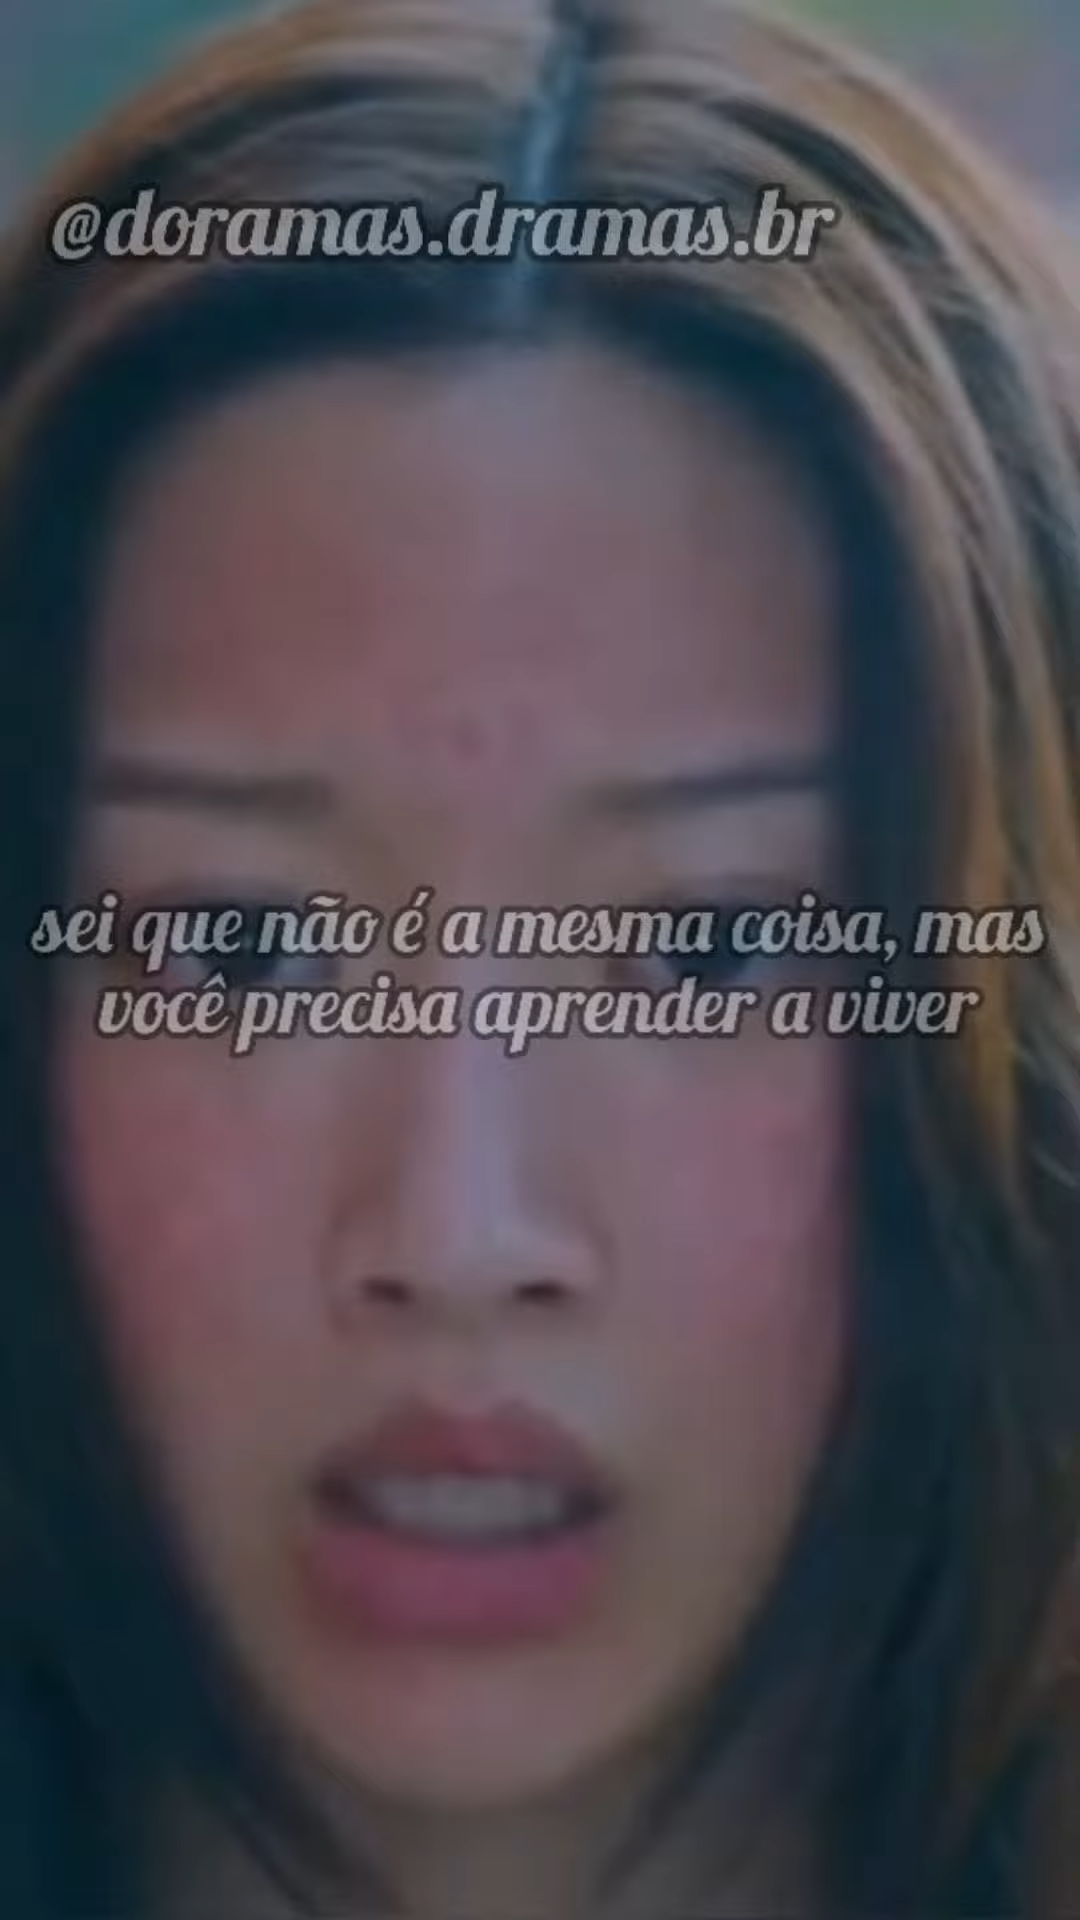 @doramas.dramas.br
sei que não é a mesma coisa, mas
você precisa aprender a viver